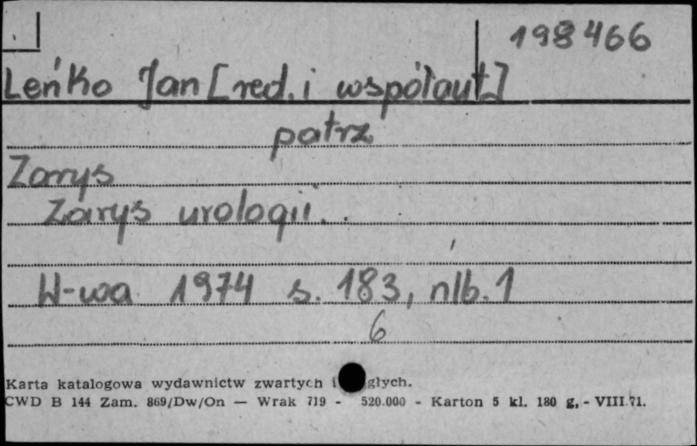 198466
Leńko Jan [red. i współaut.]
patrz
Zarys
Zarys urologii..
W-wa 1974 s. 183, nlb. 1
6
Karta katalogowa wydawnictw zwartych i głych.
CWD B 144 Zam. 869/Dw/On — Wrak 719 - 520.000 - Karton 5 kl. 180 g. - VIII.71.